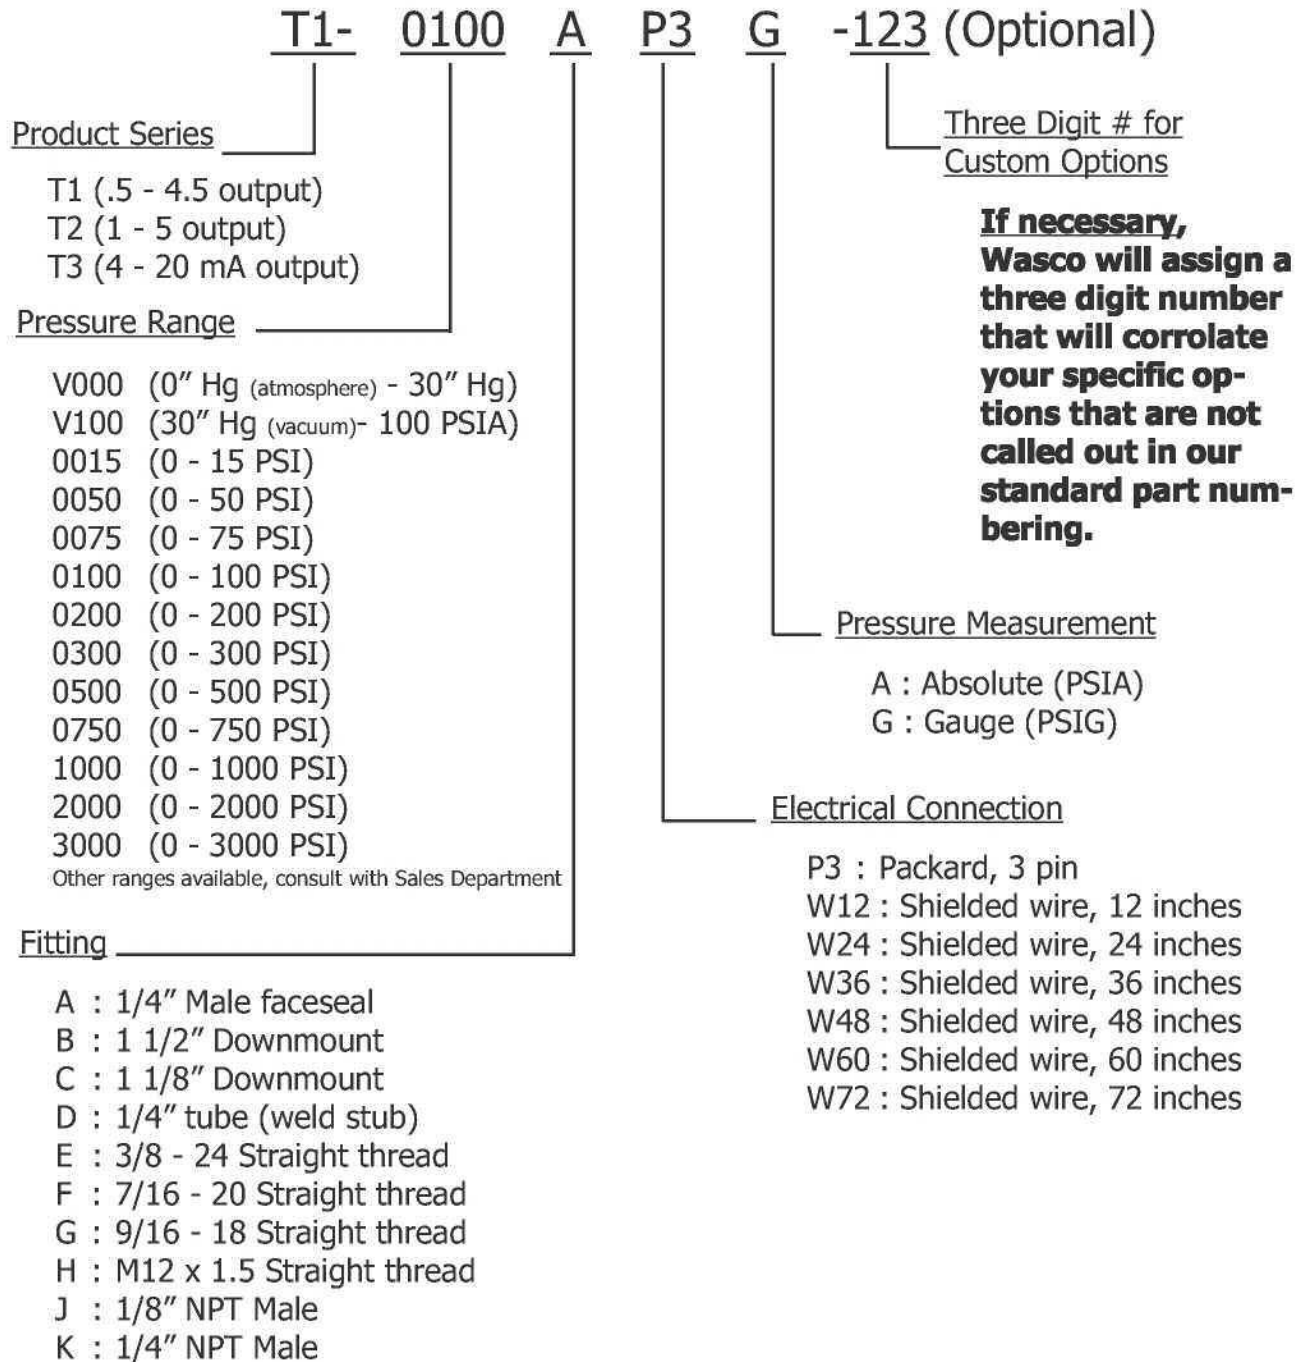 T1- 0100 A P3 G -123 (Optional)
Product Series
T1 (.5 - 4.5 output)
T2 (1 - 5 output)
T3 (4 - 20 mA output)
Pressure Range
V000 (0" Hg (atmosphere) - 30" Hg)
V100 (30" Hg (vacuum)- 100 PSIA)
0015 (0 - 15 PSI)
0050 (0 - 50 PSI)
0075 (0 - 75 PSI)
0100 (0 - 100 PSI)
0200 (0 - 200 PSI)
0300 (0 - 300 PSI)
0500 (0 - 500 PSI)
0750 (0 - 750 PSI)
1000 (0 - 1000 PSI)
2000 (0 - 2000 PSI)
3000 (0 - 3000 PSI)
Other ranges available, consult with Sales Department
Fitting
A : 1/4" Male faceseal
B : 1 1/2" Downmount
C : 1 1/8" Downmount
D : 1/4" tube (weld stub)
E : 3/8 - 24 Straight thread
F : 7/16 - 20 Straight thread
G : 9/16 - 18 Straight thread
H : M12 x 1.5 Straight thread
J : 1/8" NPT Male
K : 1/4" NPT Male
Three Digit # for
Custom Options
If necessary,
Wasco will assign a
three digit number
that will corrolate
your specific op-
tions that are not
called out in our
standard part num-
bering.
Pressure Measurement
A : Absolute (PSIA)
G : Gauge (PSIG)
Electrical Connection
P3 : Packard, 3 pin
W12 : Shielded wire, 12 inches
W24 : Shielded wire, 24 inches
W36 : Shielded wire, 36 inches
W48 : Shielded wire, 48 inches
W60 : Shielded wire, 60 inches
W72 : Shielded wire, 72 inches